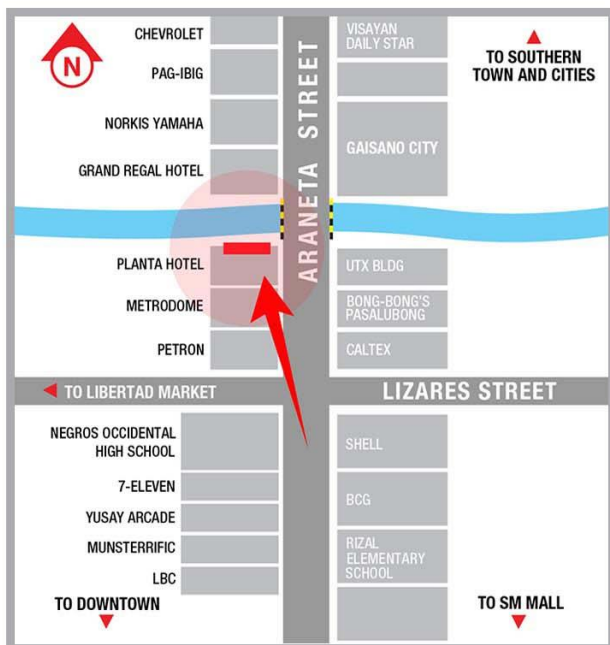 CHEVROLET
VISAYAN
DAILY STAR
N
TO SOUTHERN
TOWN AND CITIES
PAG-IBIG
ARANETA STREET
NORKIS YAMAHA
GAISANO CITY
GRAND REGAL HOTEL
PLANTA HOTEL
UTX BLDG
METRODOME
BONG-BONG'S
PASALUBONG
PETRON
CALTEX
TO LIBERTAD MARKET
LIZARES STREET
NEGROS OCCIDENTAL
HIGH SCHOOL
SHELL
7-ELEVEN
BCG
YUSAY ARCADE
MUNSTERRIFIC
RIZAL
ELEMENTARY
SCHOOL
LBC
TO DOWNTOWN
TO SM MALL